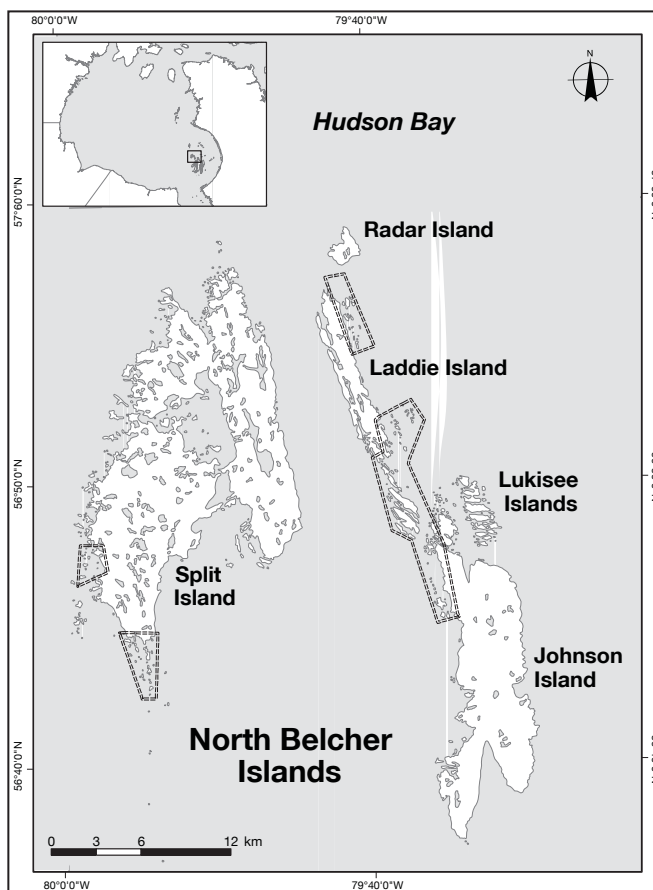 80°0'0"W
79°40'0"W
N
Hudson Bay
57°60'0"N
Radar Island
Laddie Island
56°50'0"N
Lukisee
Islands
Split
Island
Johnson
Island
North Belcher
Islands
56°40'0"N
0 3 6 12 km
80°0'0"W
79°40'0"W